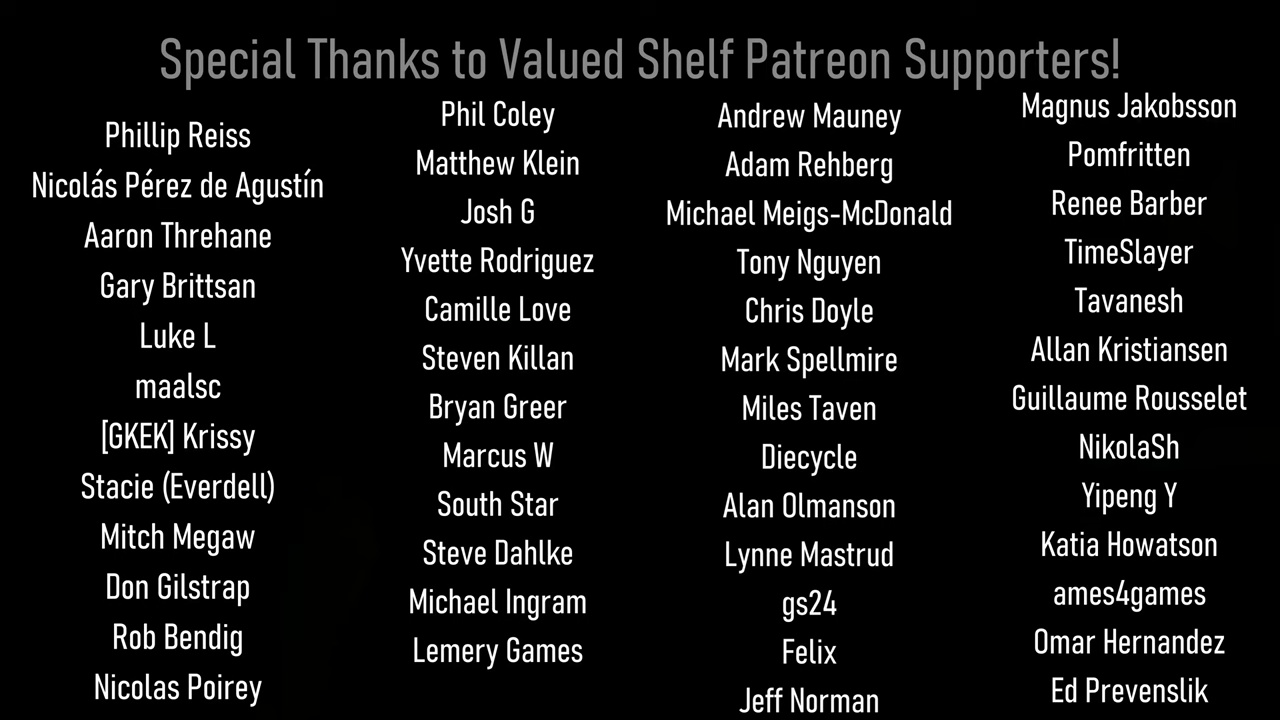 Special Thanks to Valued Shelf Patreon Supporters!
Phillip Reiss
Nicolás Pérez de Agustín
Aaron Threhane
Gary Brittsan
Luke L
maalsc
[GKEK] Krissy
Stacie (Everdell)
Mitch Megaw
Don Gilstrap
Rob Bendig
Nicolas Poirey
Phil Coley
Matthew Klein
Josh G
Yvette Rodriguez
Camille Love
Steven Killan
Bryan Greer
Marcus W
South Star
Steve Dahlke
Michael Ingram
Lemery Games
Andrew Mauney
Adam Rehberg
Michael Meigs-McDonald
Tony Nguyen
Chris Doyle
Mark Spellmire
Miles Taven
Diecycle
Alan Olmanson
Lynne Mastrud
gs24
Felix
Jeff Norman
Magnus Jakobsson
Pomfritten
Renee Barber
TimeSlayer
Tavanesh
Allan Kristiansen
Guillaume Rousselet
NikolaSh
Yipeng Y
Katia Howatson
ames4games
Omar Hernandez
Ed Prevenslik